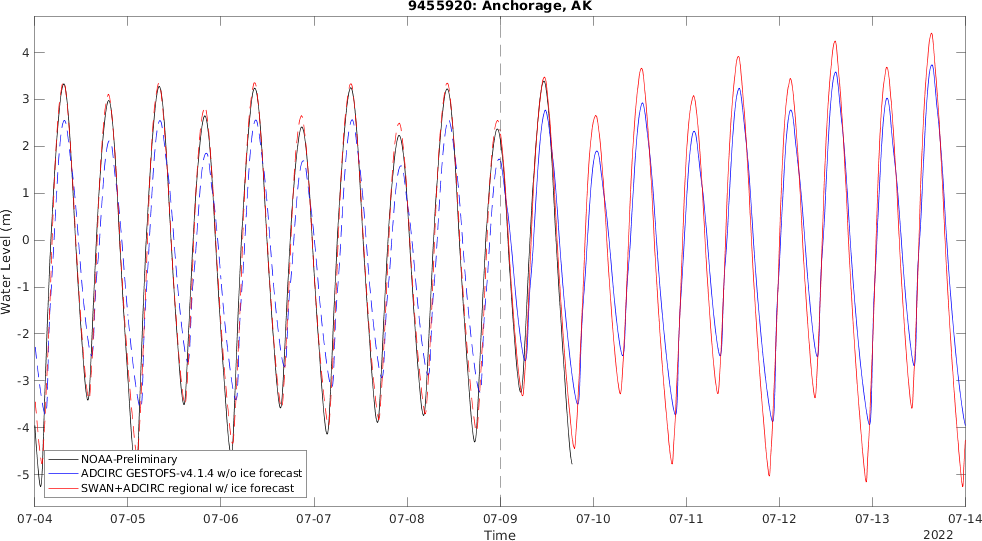 9455920: Anchorage, AK
Water Level (m)
4
3
2
1
0
-1
-2
-3
-4
-5
NOAA-Preliminary
ADCIRC GESTOFS-v4.1.4 w/o ice forecast
SWAN+ADCIRC regional w/ ice forecast
07-04 07-05 07-06 07-07 07-08 07-09 07-10 07-11 07-12 07-13 07-14
Time
2022